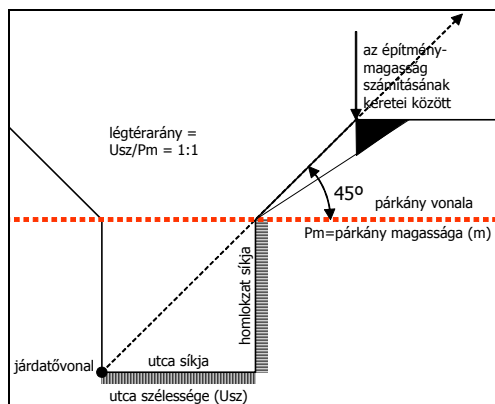 az építmény-
magasság
számításának
keretei között
légtérarány =
Usz/Pm = 1:1
45º
párkány vonala
Pm=párkány magassága (m)
homlokzat síkja
utca síkja
járdatővonal
utca szélessége (Usz)